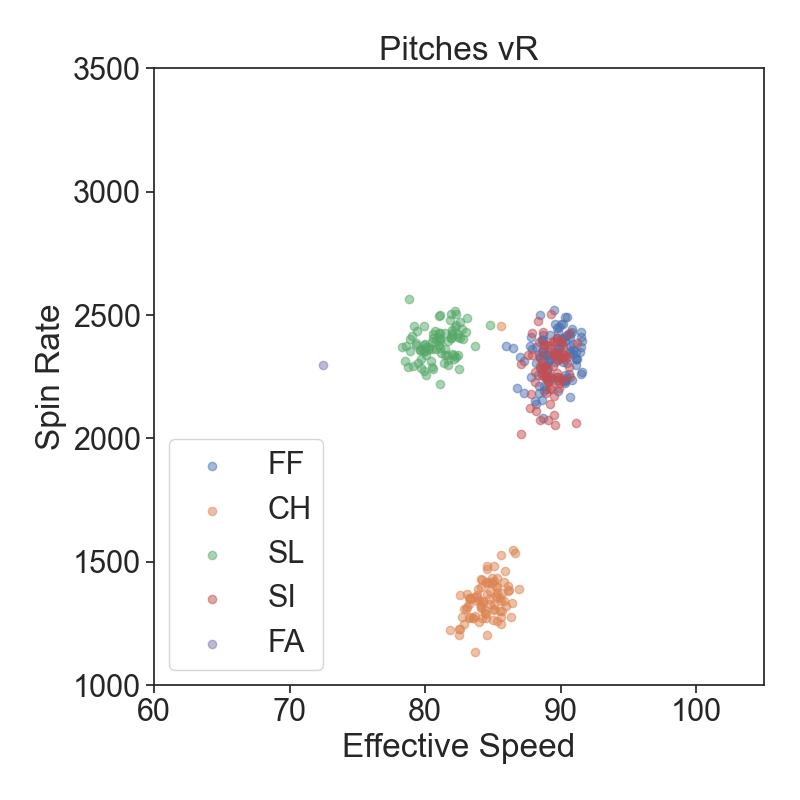 Pitches vR
3500
3000
2500
2000
1500
1000
Spin Rate
FF
CH
SL
SI
FA
60 70 80 90 100
Effective Speed